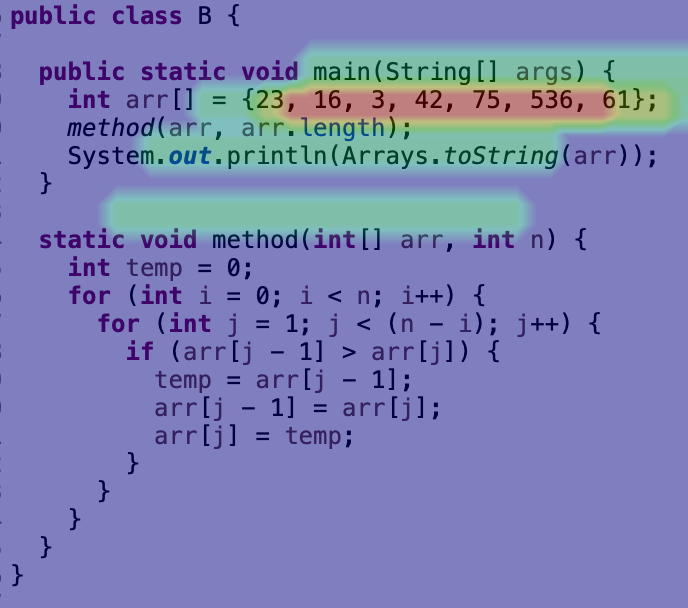 public class B {
public static void main(String[] args) {
int arr[] = {23, 16, 3, 42, 75, 536, 61};
method(arr, arr.length);
System.out.println(Arrays.toString(arr));
}
static void method(int[] arr, int n) {
int temp = 0;
for (int i = 0; i < n; i++) {
for (int j = 1; j < (n - i); j++) {
if (arr[j - 1] > arr[j]) {
temp = arr[j - 1];
arr[j - 1] = arr[j];
arr[j] = temp;
}
}
}
}
}